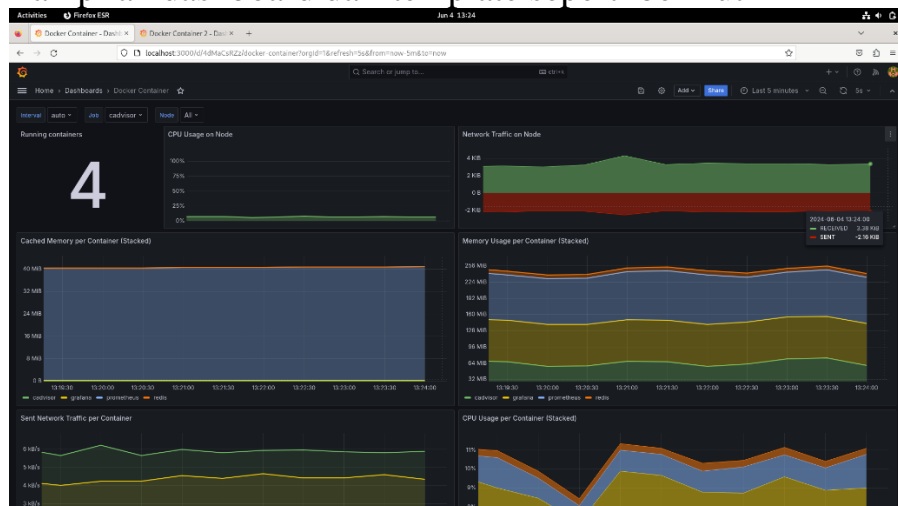 Activities Firefox ESR Jun 4 13:24
Docker Container - Dashb × Docker Container 2 - Dash × +
localhost:3000/d/4dMaCsRZz/docker-container?orgId=1&refresh=5s&from=now-5m&to=now
Search or jump to... ctrl+k
Home › Dashboards › Docker Container Add Share Last 5 minutes 5s
Interval auto Job cadvisor Node All
Running containers CPU Usage on Node Network Traffic on Node
4
100%
75%
50%
25%
0%
4 KiB
2 KiB
0 B
-2 KiB
2024-06-04 13:24:00
RECEIVED 3.38 KiB
SENT -2.16 KiB
Cached Memory per Container (Stacked) Memory Usage per Container (Stacked)
40 MiB
32 MiB
24 MiB
16 MiB
8 MiB
0 B
13:19:30 13:20:00 13:20:30 13:21:00 13:21:30 13:22:00 13:22:30 13:23:00 13:23:30 13:24:00
cadvisor grafana prometheus redis
256 MiB
224 MiB
192 MiB
160 MiB
128 MiB
96 MiB
64 MiB
32 MiB
13:19:30 13:20:00 13:20:30 13:21:00 13:21:30 13:22:00 13:22:30 13:23:00 13:23:30 13:24:00
cadvisor grafana prometheus redis
Sent Network Traffic per Container CPU Usage per Container (Stacked)
6 kB/s
5 kB/s
4 kB/s
3 kB/s
11%
10%
9%